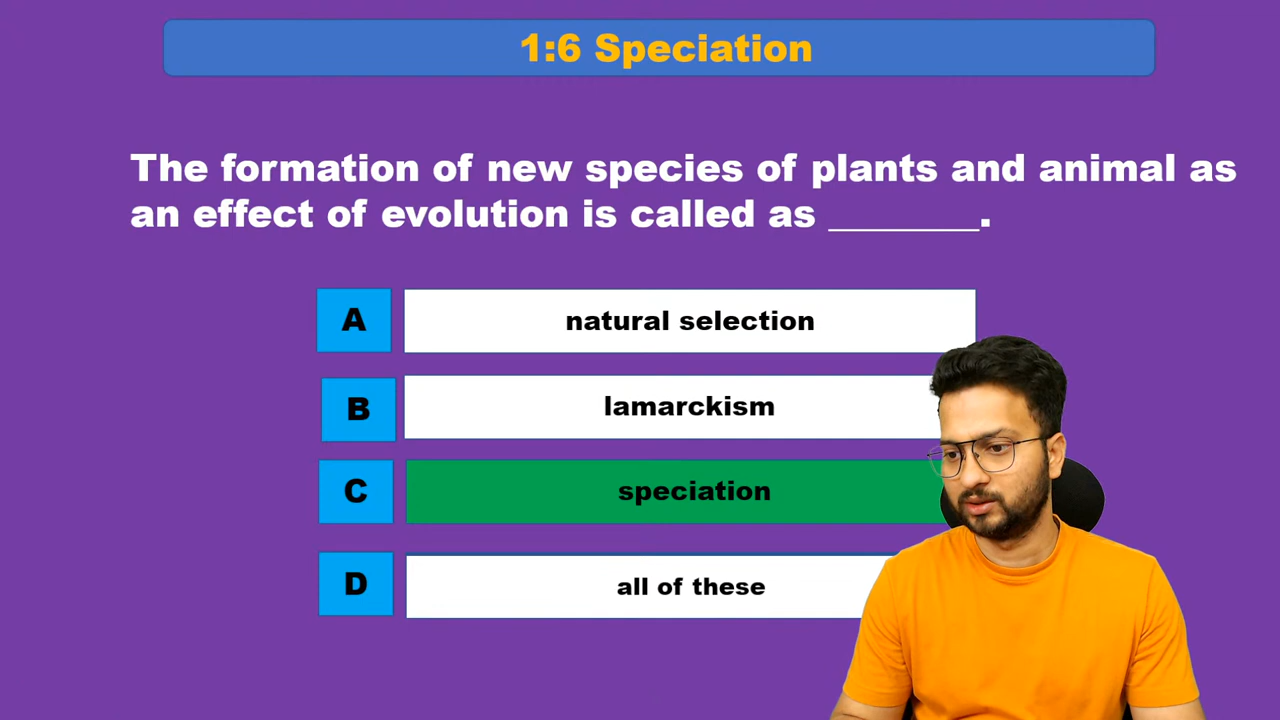 1:6 Speciation
The formation of new species of plants and animal as
an effect of evolution is called as ________.
A
natural selection
B
lamarckism
C
speciation
D
all of these